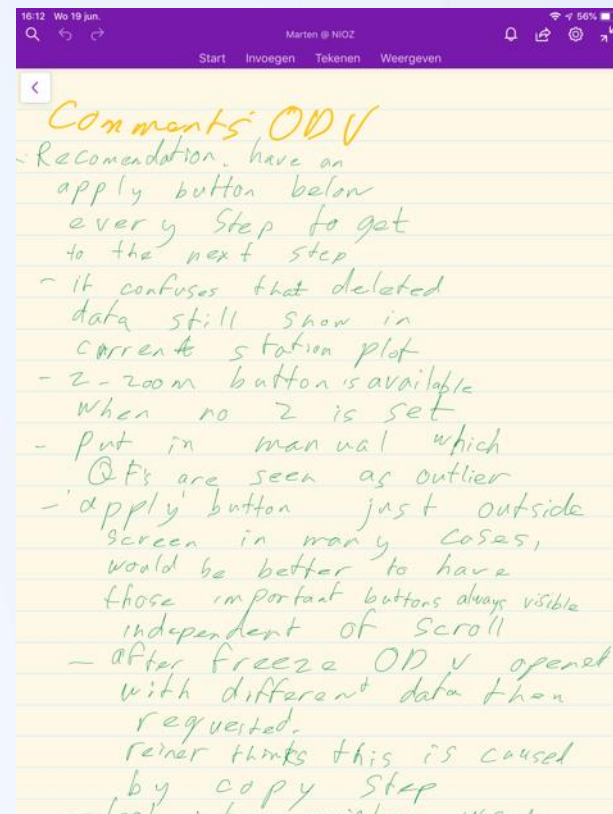 16:12 Wo 19 jun.
56%
Marten @ NIOZ
Start Invoegen Tekenen Weergeven
Comments ODV
- Recomendation. have an
apply button below
every Step to get
to the next step
- it confuses that deleted
data still show in
current station plot
- Z-zoom button is available
when no Z is set
- Put in manual which
QF's are seen as outlier
- 'apply' button just outside
screen in many cases,
would be better to have
those important buttons always visible
independent of scroll
- after freeze ODV opened
with different data then
requested.
reiner thinks this is caused
by copy step